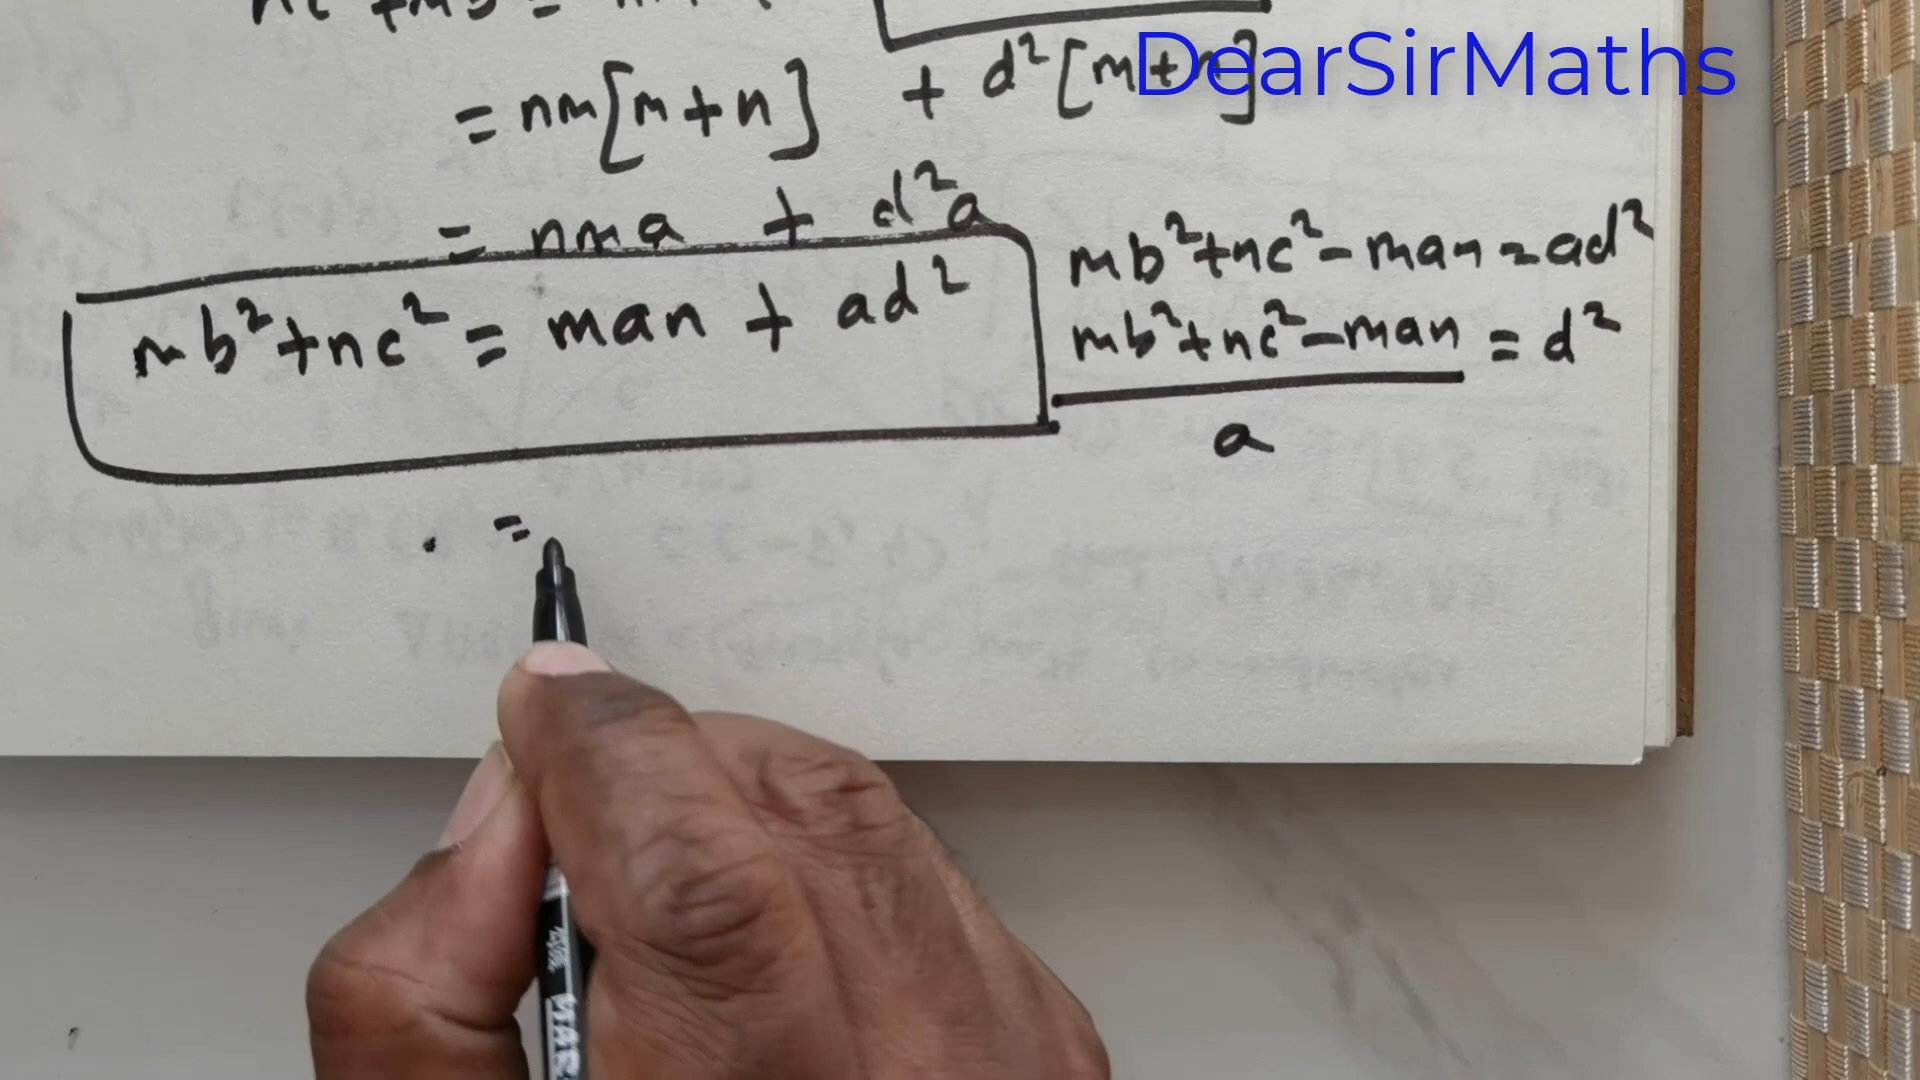 DearSirMaths
= nm[m+n] + d²[m+n]
= nma + d²a
mb²+nc² = man + ad²
mb²+nc²-man=ad²
mb²+nc²-man = d²
a
. =